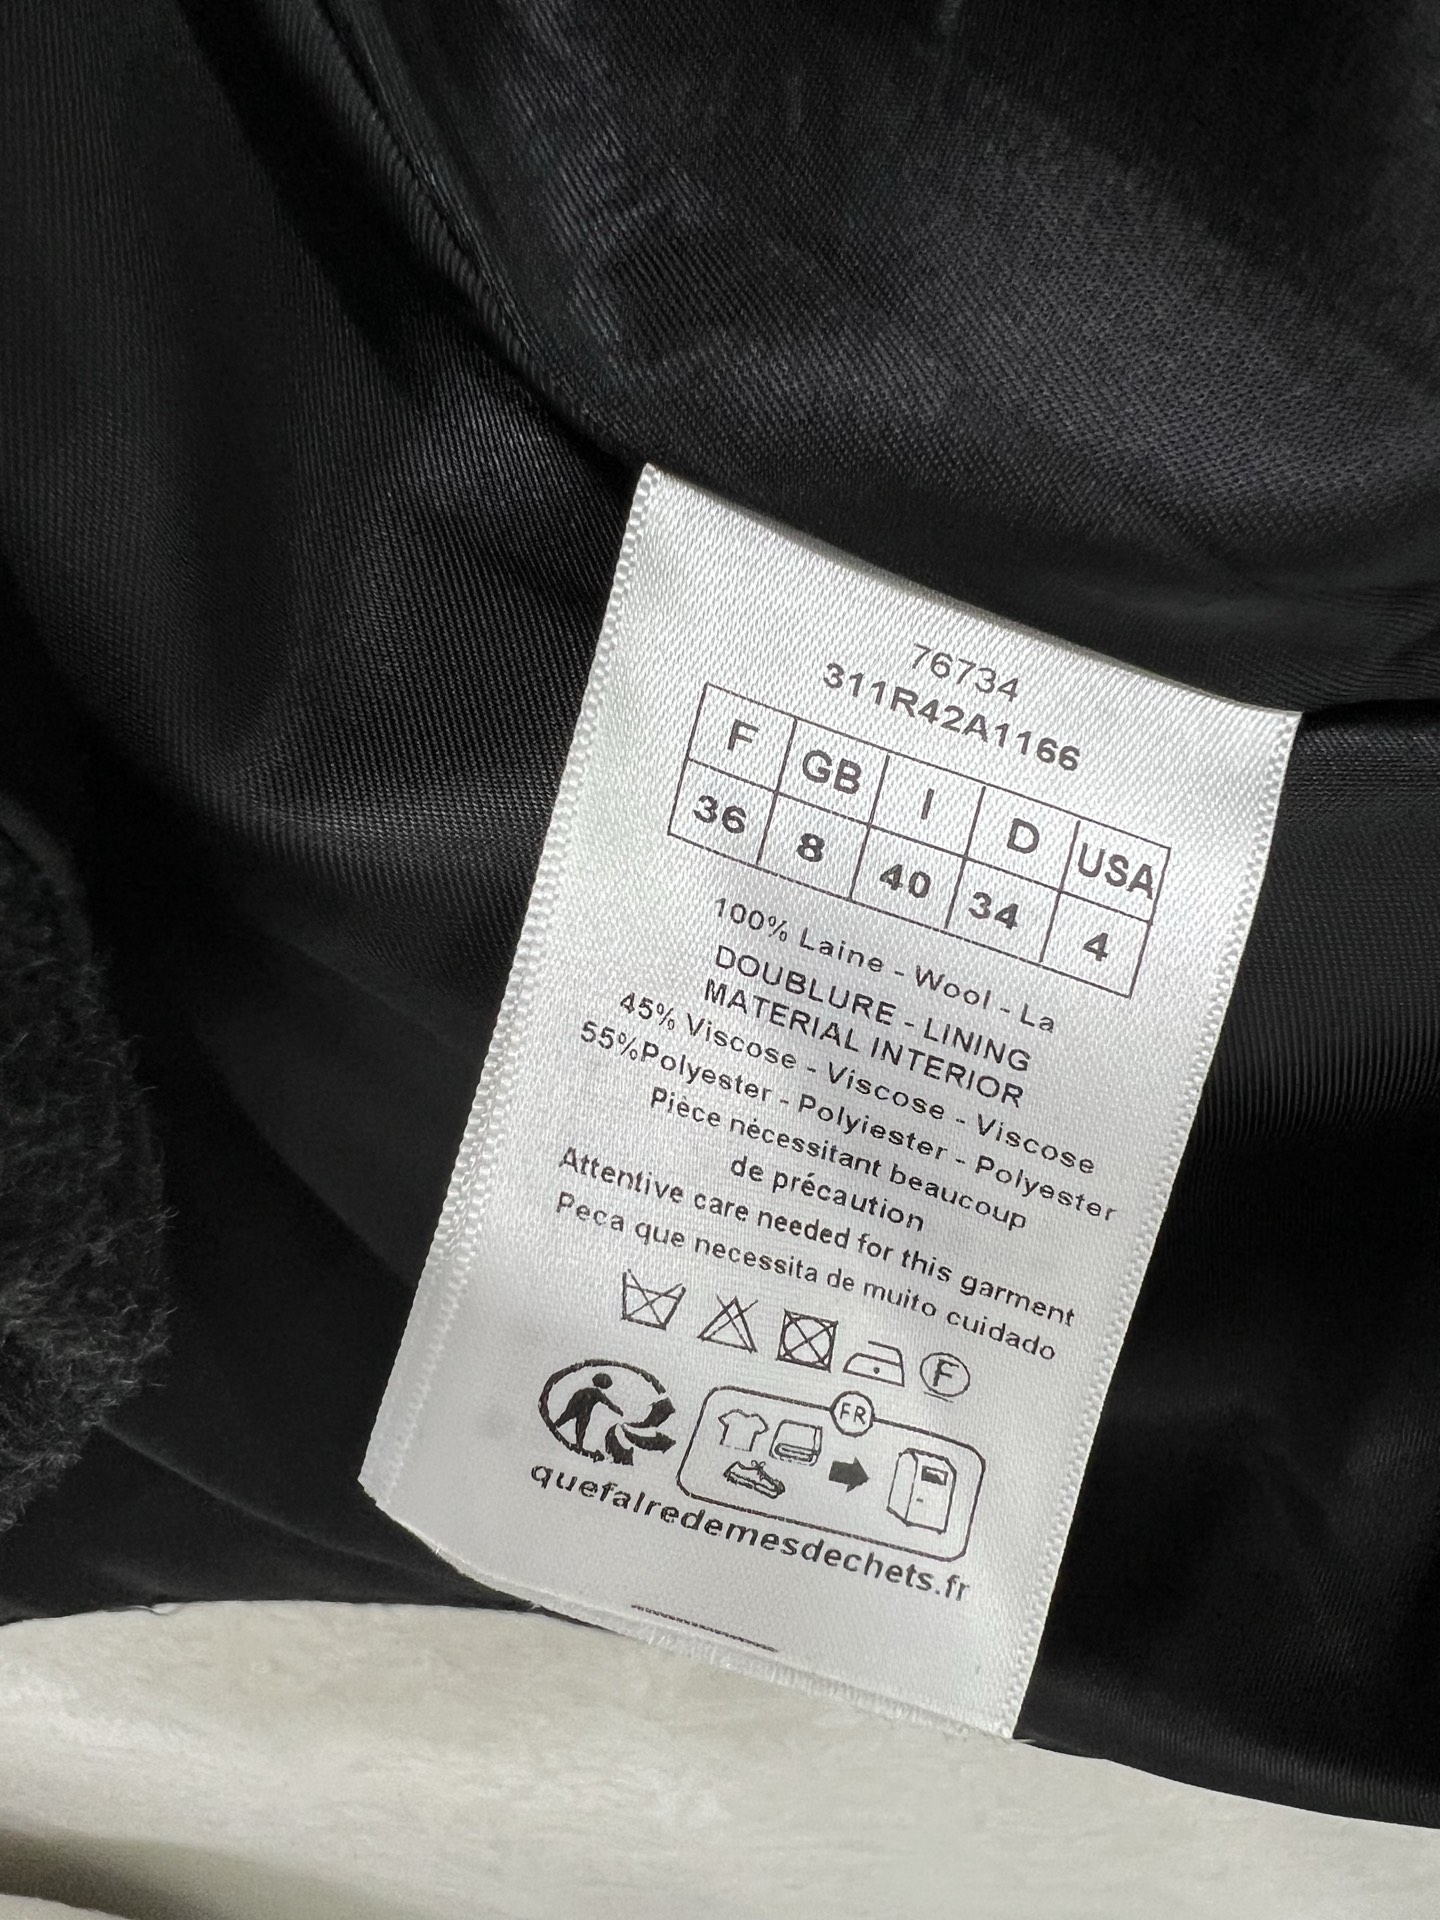 76734
311R42A1166
F GB I D USA
36 8 40 34 4
100% Laine - Wool - La
DOUBLURE - LINING
MATERIAL INTERIOR
45% Viscose - Viscose - Viscose
55%Polyester - Polyiester - Polyester
Pièce nécessitant beaucoup
de précaution
Attentive care needed for this garment
Peca que necessita de muito cuidado
F
FR
quefairedemesdechets.fr